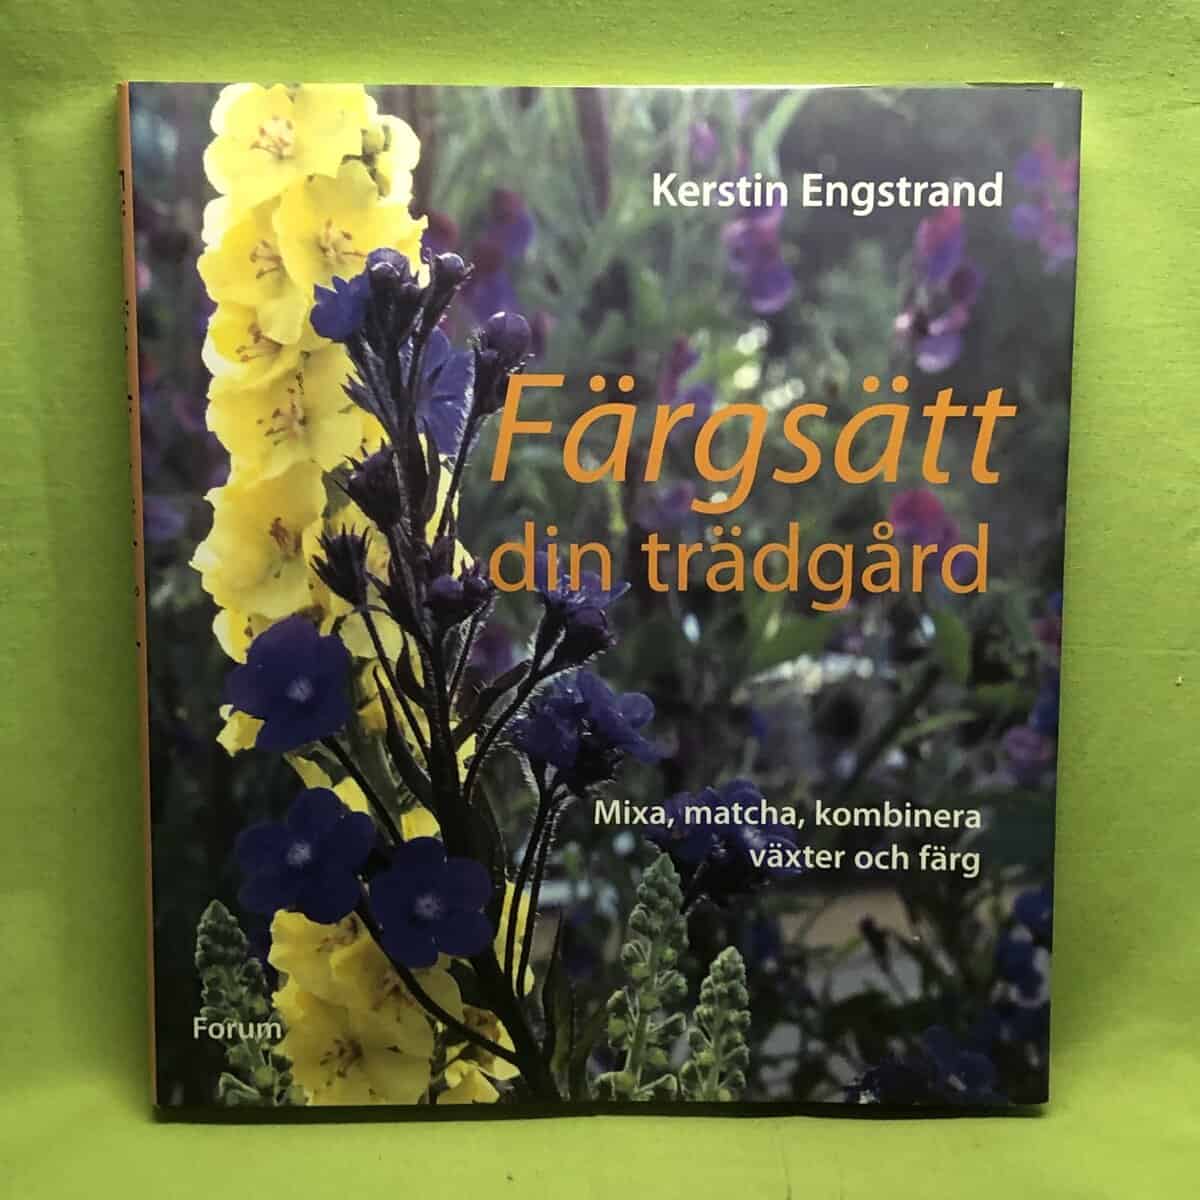 Kerstin Engstrand
Färgsätt
din trädgård
Mixa, matcha, kombinera
växter och färg
Forum